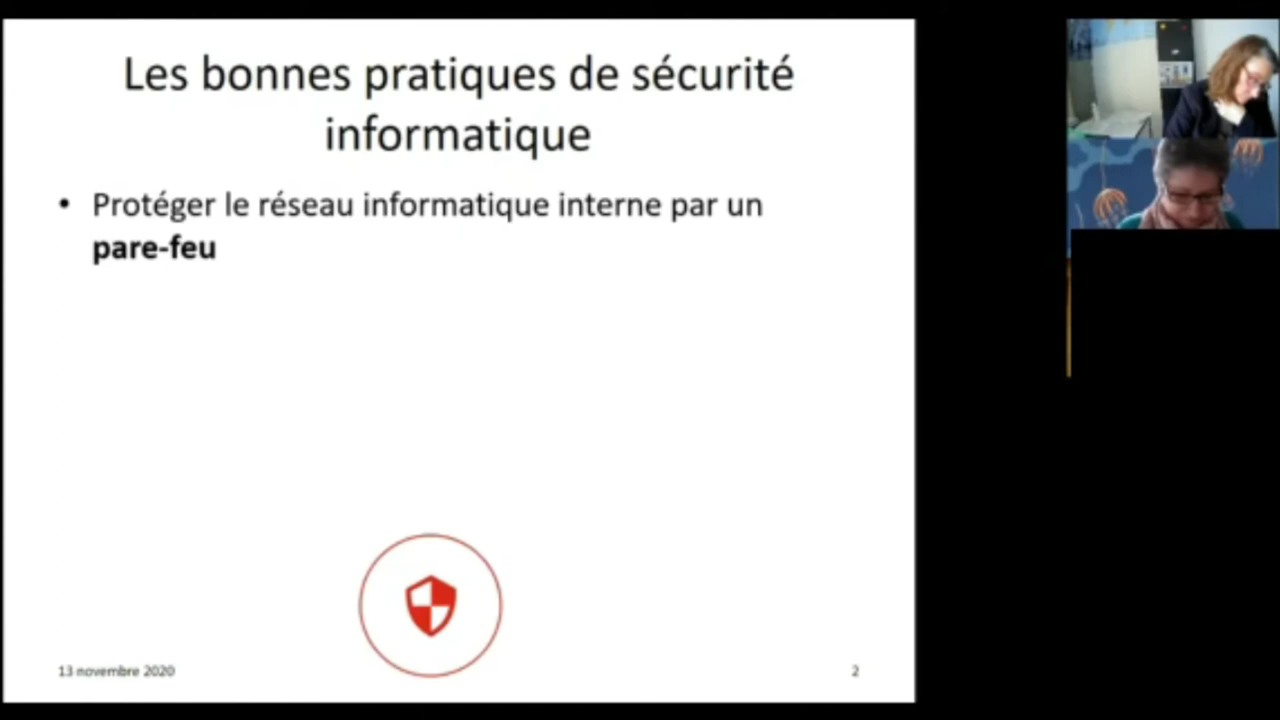 Les bonnes pratiques de sécurité
informatique
• Protéger le réseau informatique interne par un
pare-feu
13 novembre 2020
2